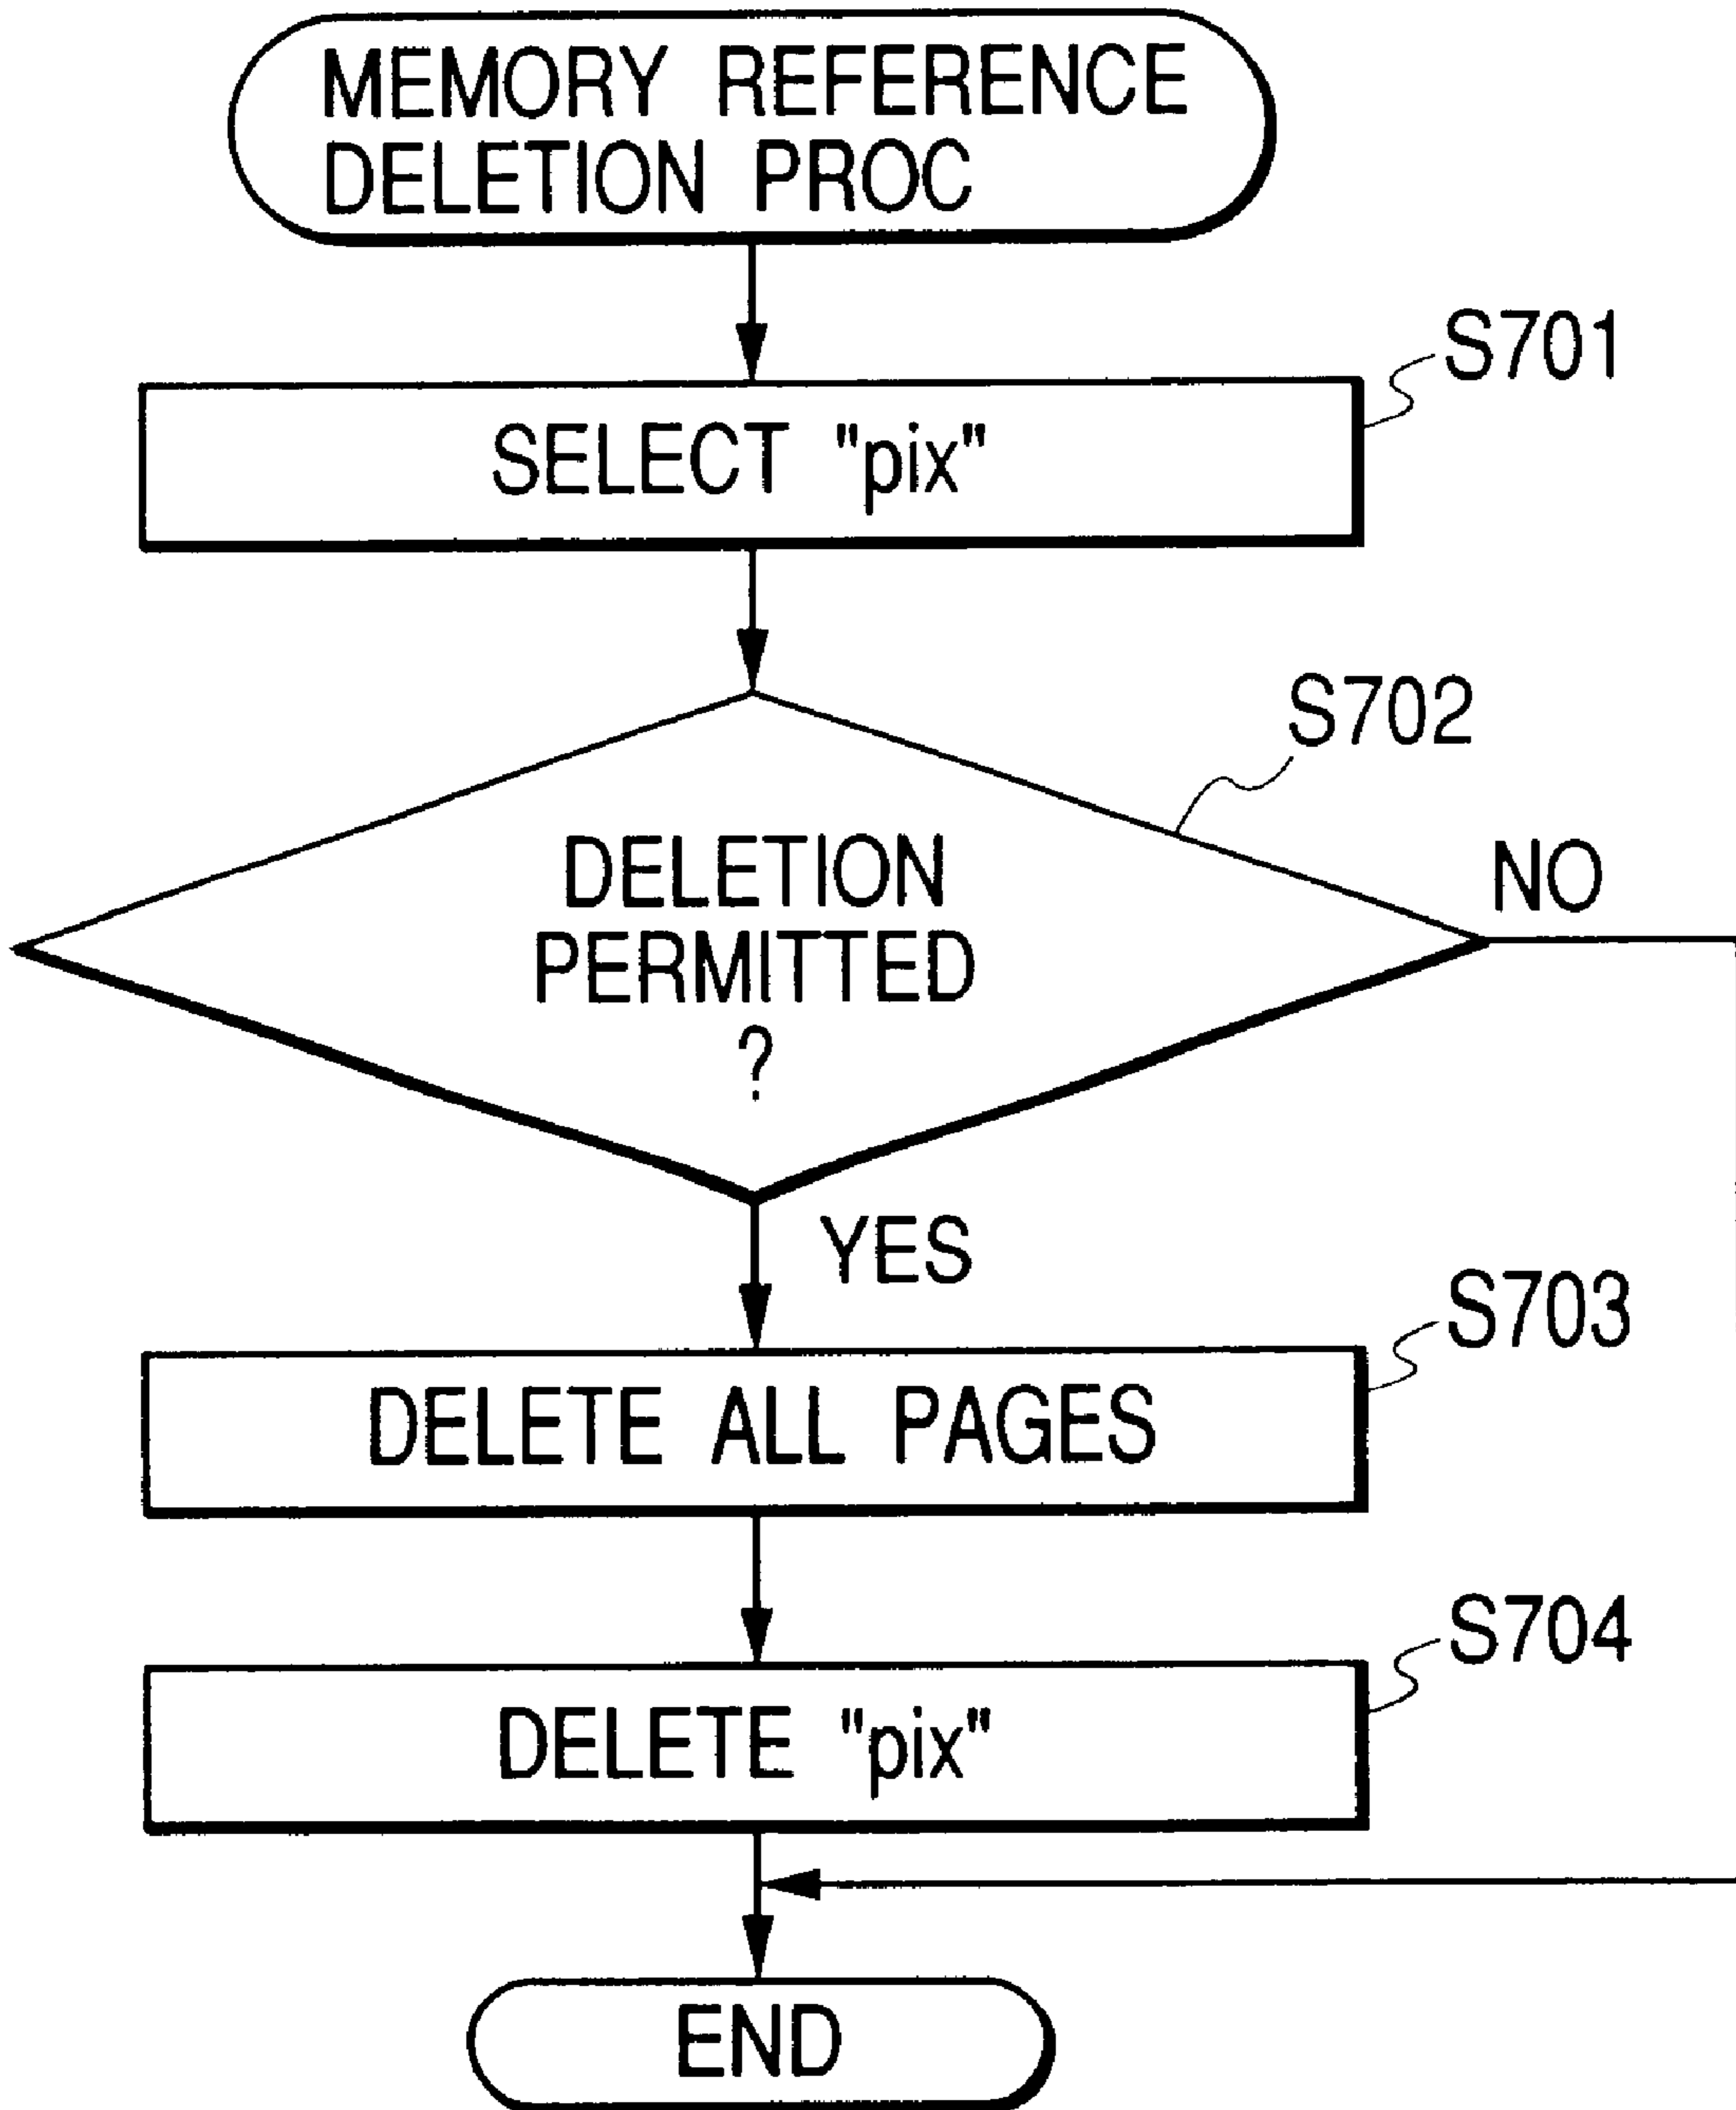 MEMORY REFERENCE
DELETION PROC
S701
SELECT "pix"
S702
DELETION
PERMITTED
?
NO
YES
S703
DELETE ALL PAGES
S704
DELETE "pix"
END